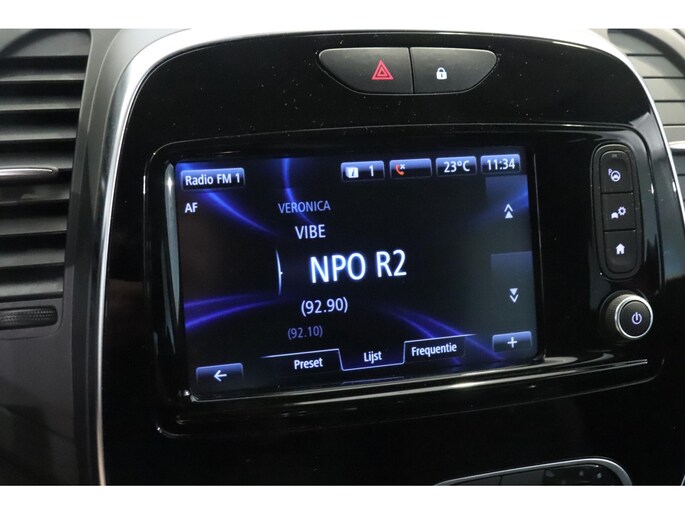 Radio FM 1
i 1
23°C
11:34
AF
VERONICA
VIBE
NPO R2
(92.90)
(92.10)
Preset
Lijst
Frequentie
+